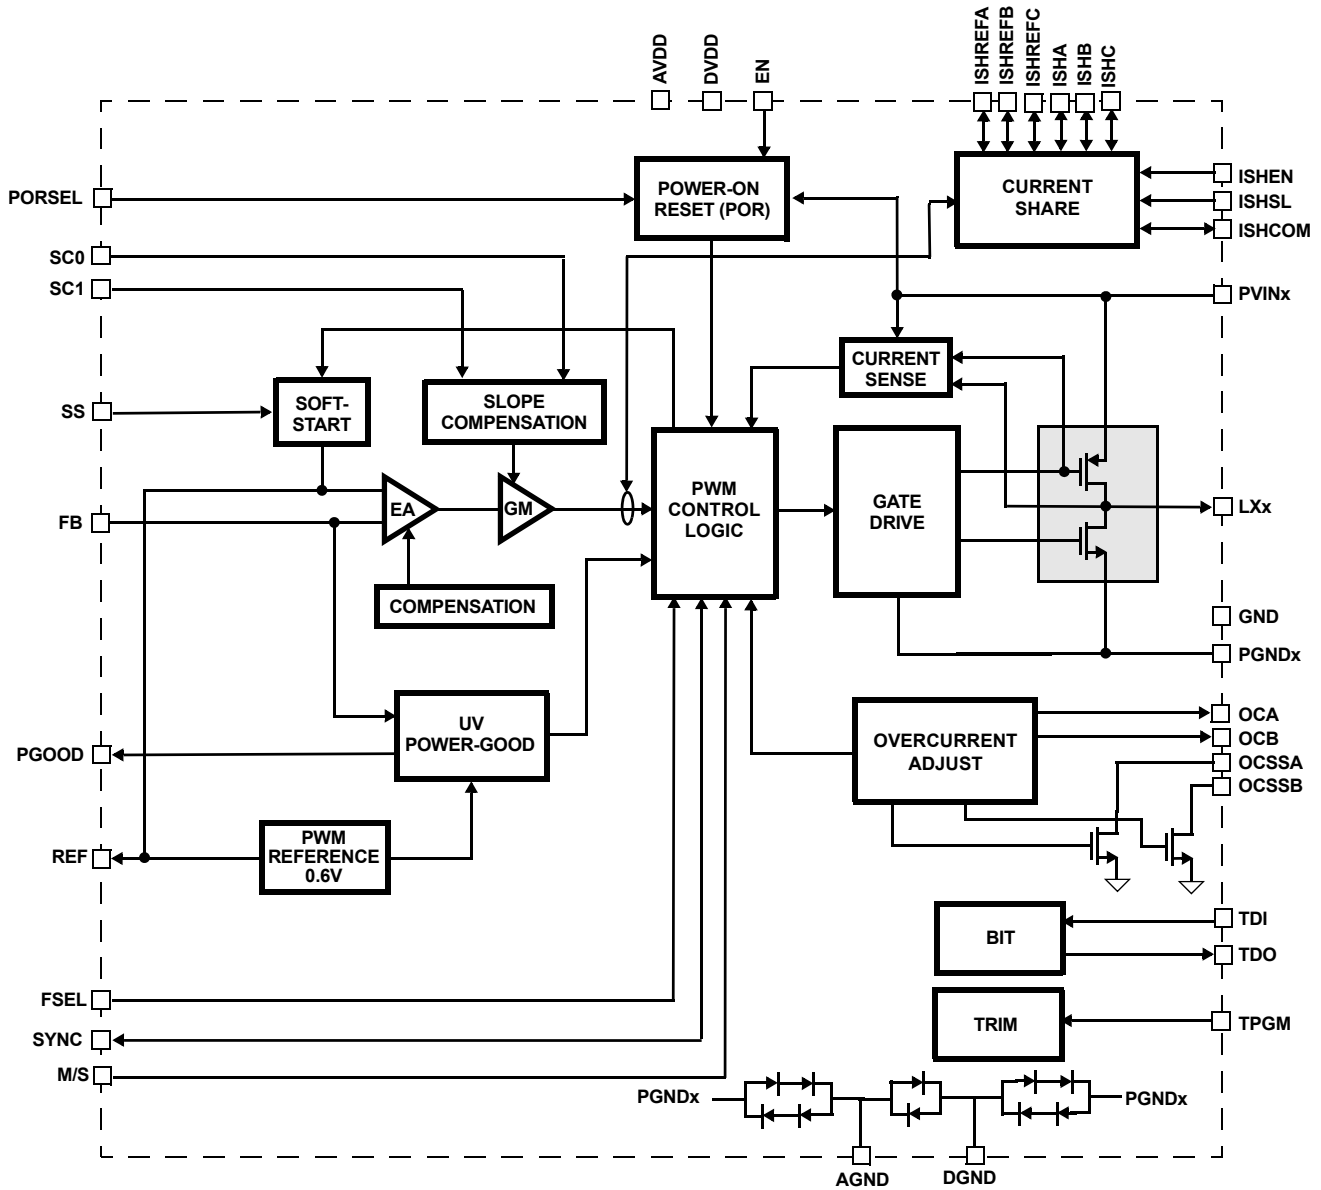 AVDD
DVDD
EN
ISHREFA
ISHREFB
ISHREFC
ISHA
ISHB
ISHC
PORSEL
POWER-ON
RESET (POR)
CURRENT
SHARE
ISHEN
ISHSL
ISHCOM
SC0
SC1
PVINx
CURRENT
SENSE
SS
SOFT-
START
SLOPE
COMPENSATION
FB
EA
GM
PWM
CONTROL
LOGIC
GATE
DRIVE
LXx
COMPENSATION
GND
PGNDx
UV
POWER-GOOD
PGOOD
OVERCURRENT
ADJUST
OCA
OCB
OCSSA
OCSSB
REF
PWM
REFERENCE
0.6V
BIT
TDI
TDO
FSEL
SYNC
M/S
TRIM
TPGM
PGNDx
PGNDx
AGND
DGND